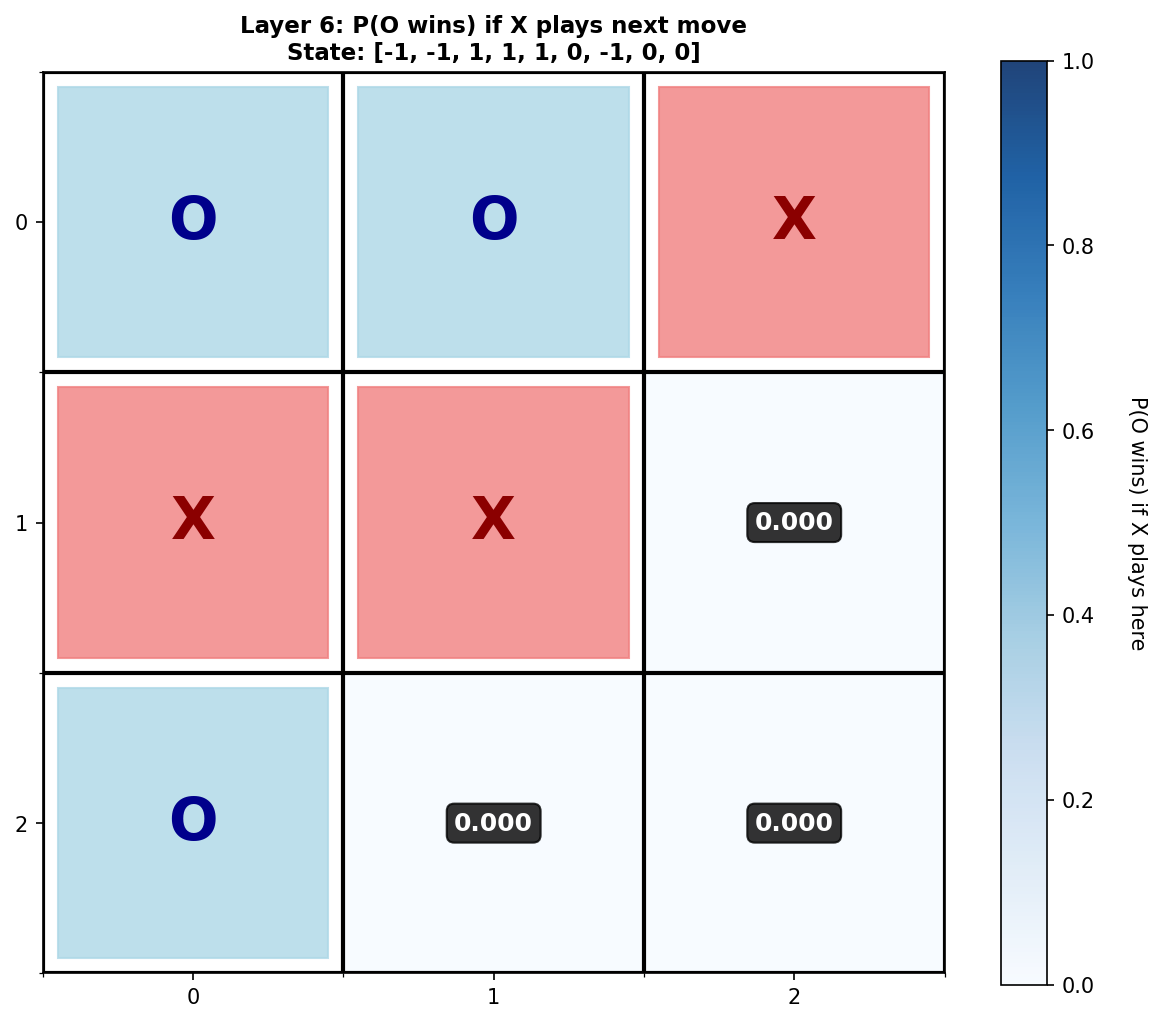 Layer 6: P(O wins) if X plays next move
State: [-1, -1, 1, 1, 1, 0, -1, 0, 0]
0
O
O
X
1
X
X
0.000
2
O
0.000
0.000
0
1
2
1.0
0.8
0.6
0.4
0.2
0.0
P(O wins) if X plays here